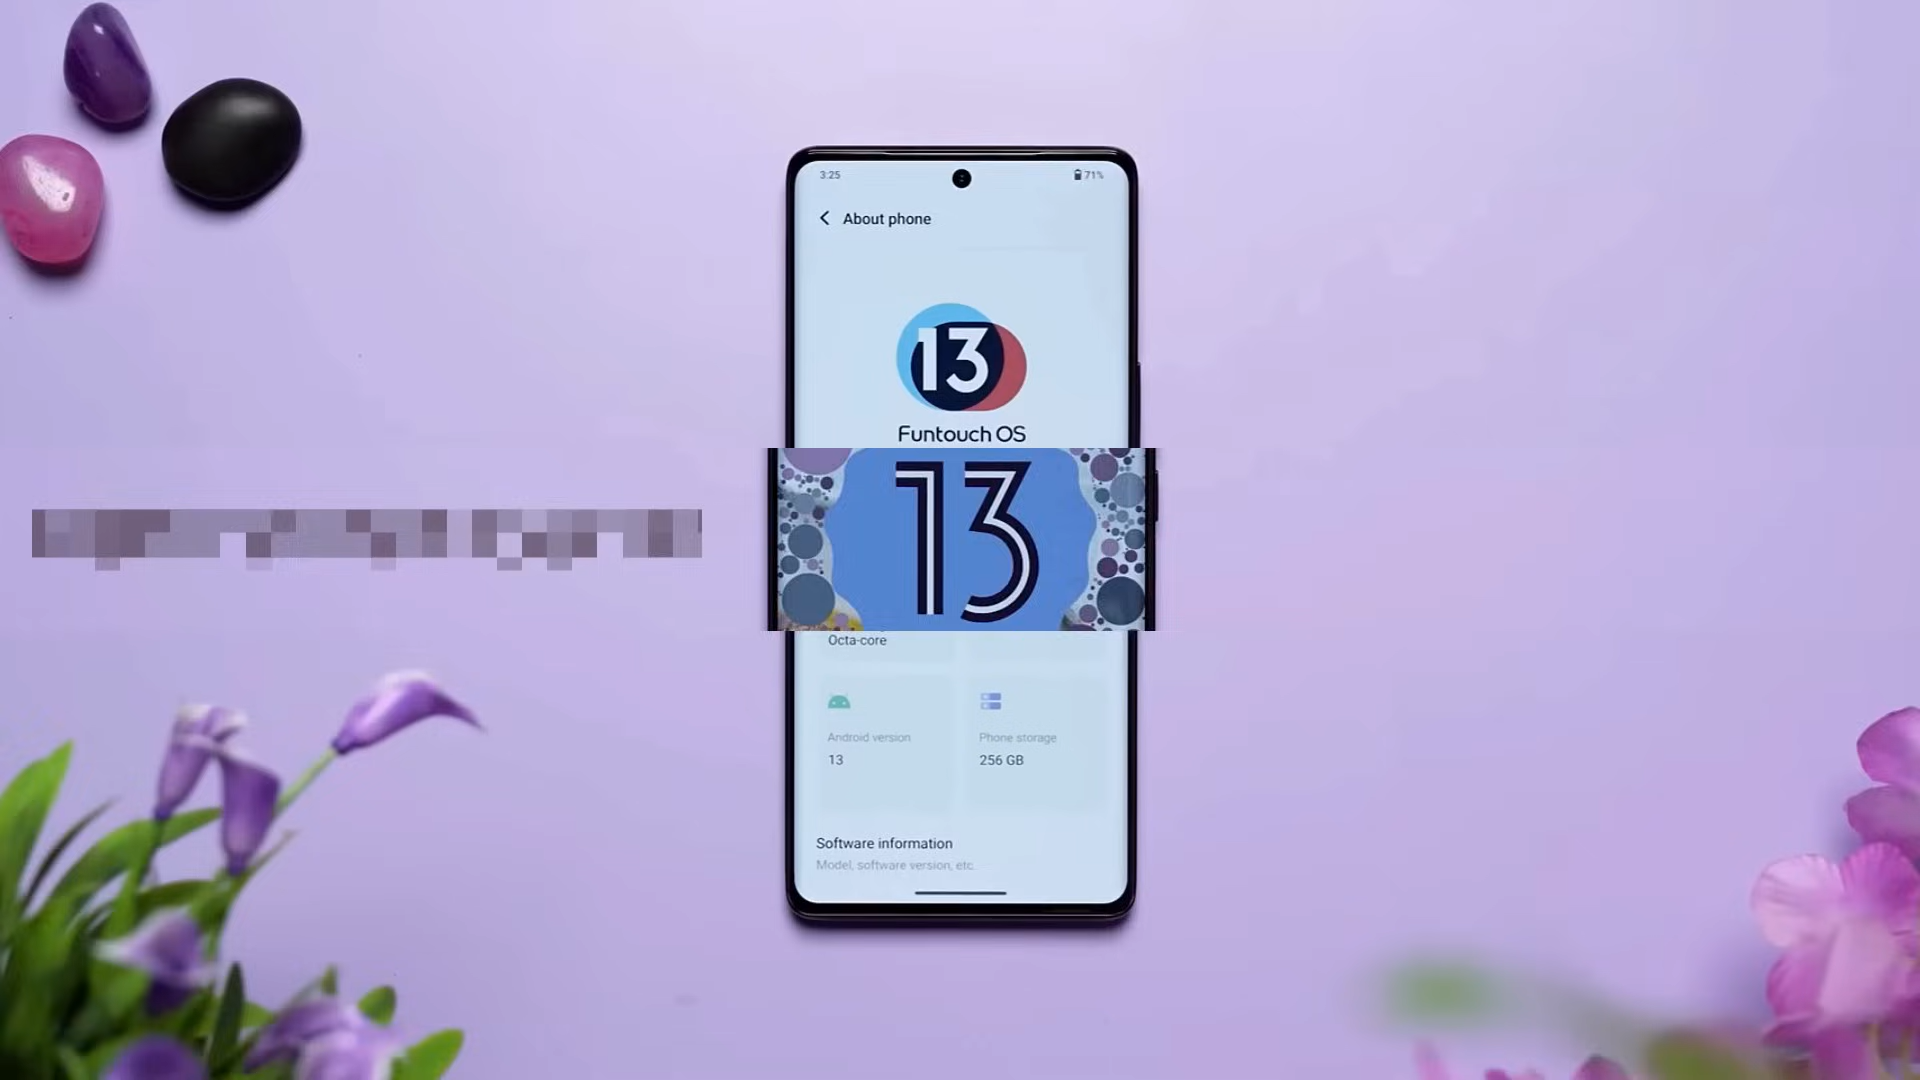 3:25
71%
About phone
13
Funtouch OS
13
Octa-core
Android version
13
Phone storage
256 GB
Software information
Model, software version, etc.